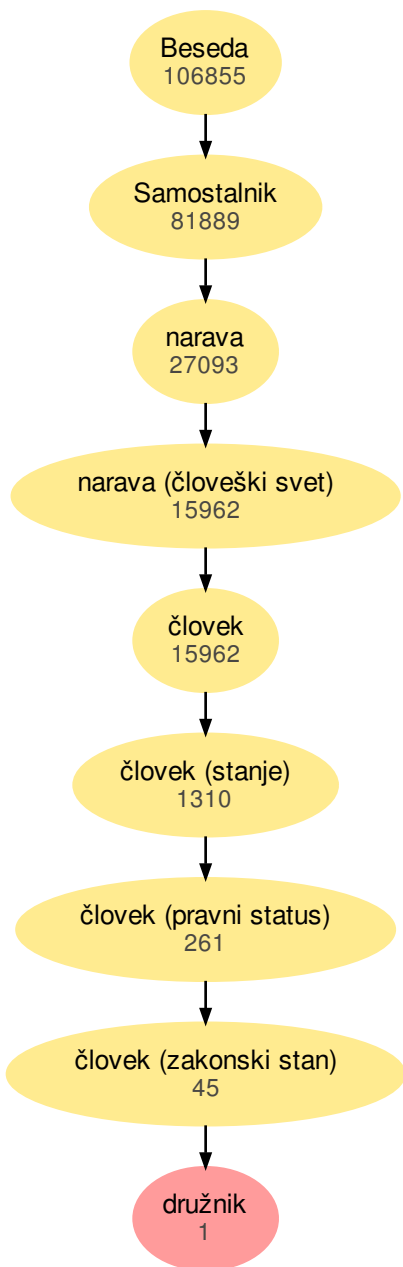 Beseda
106855
Samostalnik
81889
narava
27093
narava (človeški svet)
15962
človek
15962
človek (stanje)
1310
človek (pravni status)
261
človek (zakonski stan)
45
družnik
1